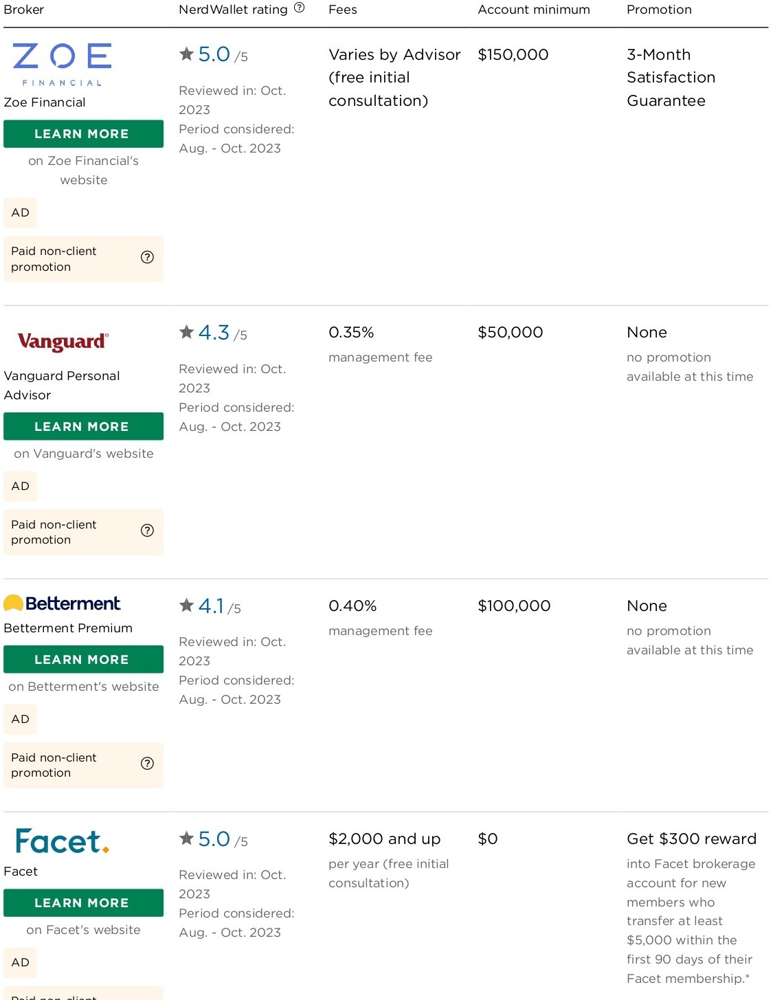 Broker NerdWallet rating ? Fees Account minimum Promotion
ZOE
FINANCIAL
Zoe Financial
LEARN MORE
on Zoe Financial's
website
AD
Paid non-client
promotion ?
5.0 /5
Reviewed in: Oct.
2023
Period considered:
Aug. - Oct. 2023
Varies by Advisor
(free initial
consultation)
$150,000
3-Month
Satisfaction
Guarantee
Vanguard®
Vanguard Personal
Advisor
LEARN MORE
on Vanguard's website
AD
Paid non-client
promotion ?
4.3 /5
Reviewed in: Oct.
2023
Period considered:
Aug. - Oct. 2023
0.35%
management fee
$50,000
None
no promotion
available at this time
Betterment
Betterment Premium
LEARN MORE
on Betterment's website
AD
Paid non-client
promotion ?
4.1 /5
Reviewed in: Oct.
2023
Period considered:
Aug. - Oct. 2023
0.40%
management fee
$100,000
None
no promotion
available at this time
Facet.
Facet
LEARN MORE
on Facet's website
AD
Paid non-client
5.0 /5
Reviewed in: Oct.
2023
Period considered:
Aug. - Oct. 2023
$2,000 and up
per year (free initial
consultation)
$0
Get $300 reward
into Facet brokerage
account for new
members who
transfer at least
$5,000 within the
first 90 days of their
Facet membership.*